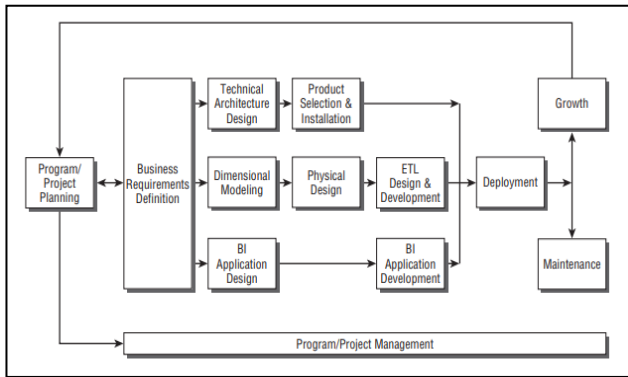 Technical
Architecture
Design
Product
Selection &
Installation
Growth
Program/
Project
Planning
Business
Requirements
Definition
Dimensional
Modeling
Physical
Design
ETL
Design &
Development
Deployment
BI
Application
Design
BI
Application
Development
Maintenance
Program/Project Management